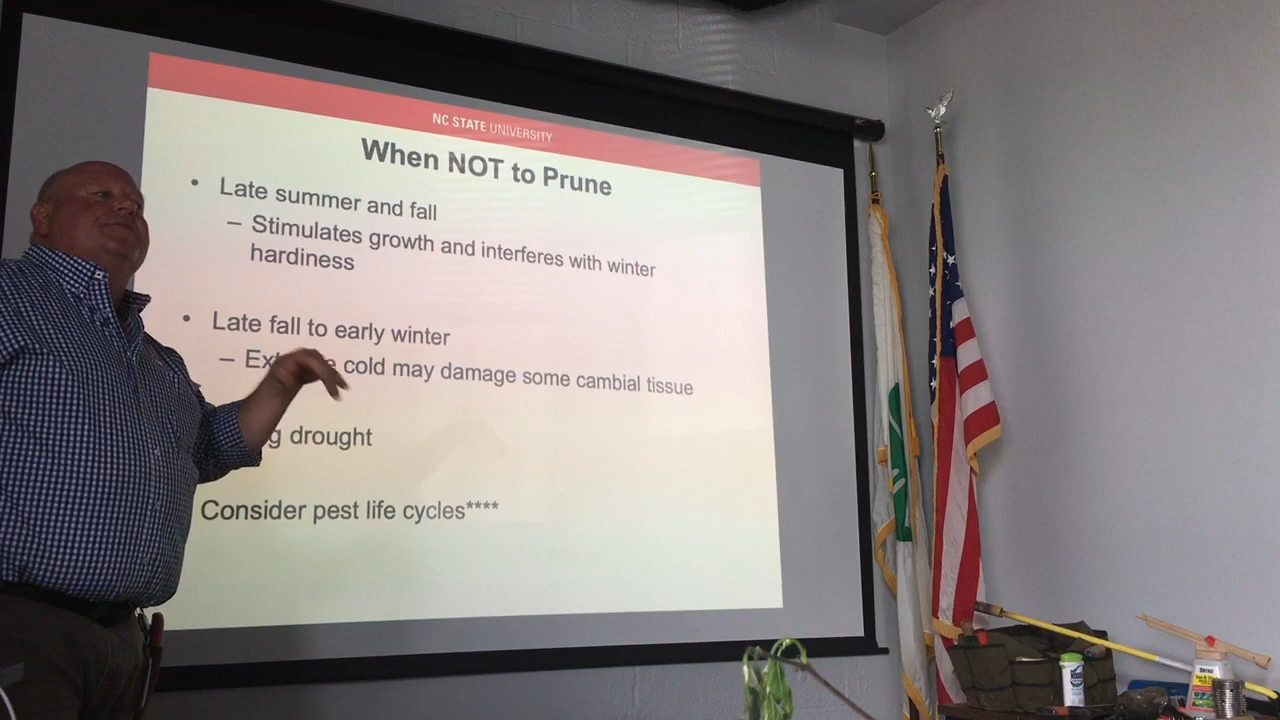 NC STATE UNIVERSITY
When NOT to Prune
• Late summer and fall
– Stimulates growth and interferes with winter
hardiness
• Late fall to early winter
– cold may damage some cambial tissue
drought
Consider pest life cycles****